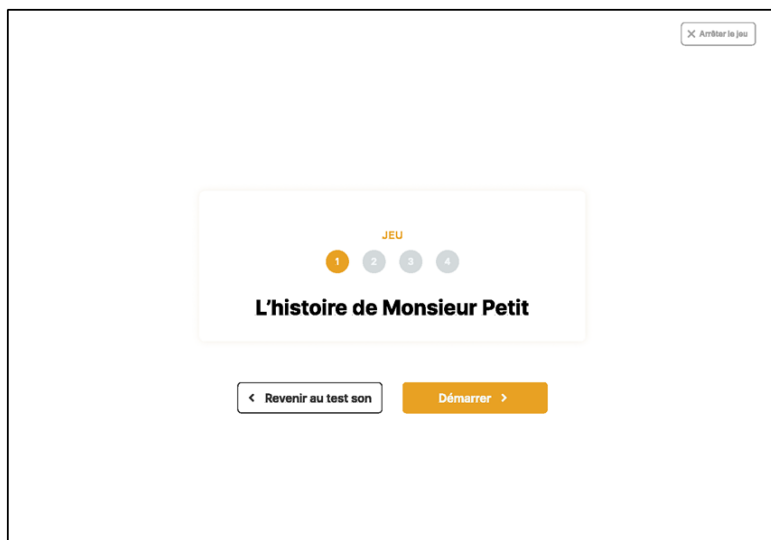 Arrêter le jeu
JEU
1 2 3 4
L'histoire de Monsieur Petit
Revenir au test son
Démarrer